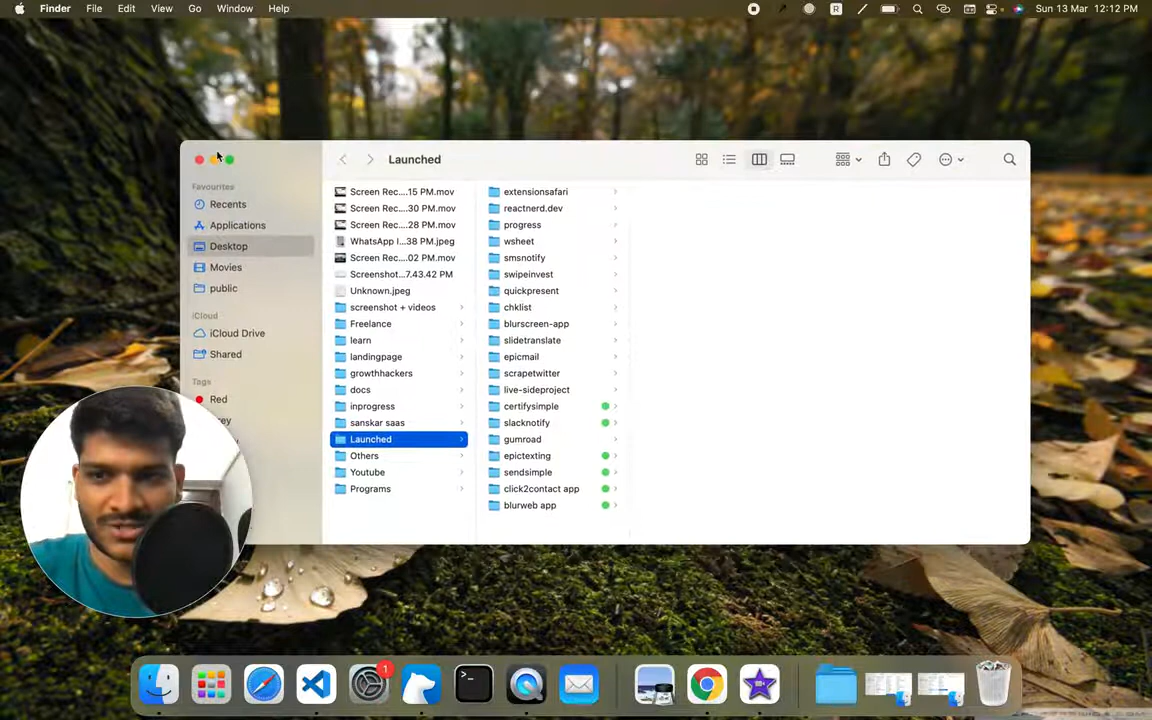 Finder File Edit View Go Window Help
R
Sun 13 Mar 12:12 PM
Launched
Favourites
Recents
Applications
Desktop
Movies
public
iCloud
iCloud Drive
Shared
Tags
Red
Screen Rec....15 PM.mov
Screen Rec....30 PM.mov
Screen Rec....28 PM.mov
WhatsApp I...38 PM.jpeg
Screen Rec....02 PM.mov
Screenshot...7.43.42 PM
Unknown.jpeg
screenshot + videos
Freelance
learn
landingpage
growthhackers
docs
inprogress
sanskar saas
Launched
Others
Youtube
Programs
extensionsafari
reactnerd.dev
progress
wsheet
smsnotify
swipeinvest
quickpresent
chklist
blurscreen-app
slidetranslate
epicmail
scrapetwitter
live-sideproject
certifysimple
slacknotify
gumroad
epictexting
sendsimple
click2contact app
blurweb app
1
>_